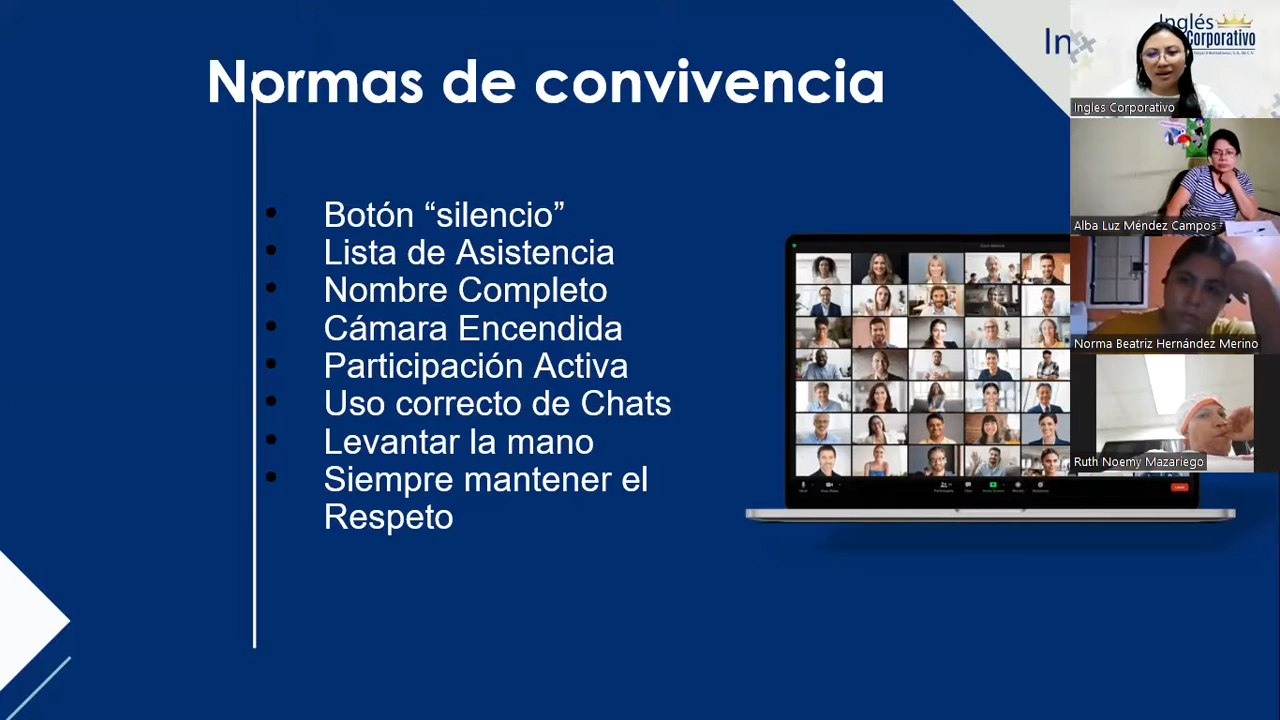 Normas de convivencia
Botón “silencio”
Lista de Asistencia
Nombre Completo
Cámara Encendida
Participación Activa
Uso correcto de Chats
Levantar la mano
Siempre mantener el
Respeto
In
Inglés
Corporativo
Ingles Corporativo
Alba Luz Méndez Campos
Norma Beatriz Hernández Merino
Ruth Noemy Mazariego